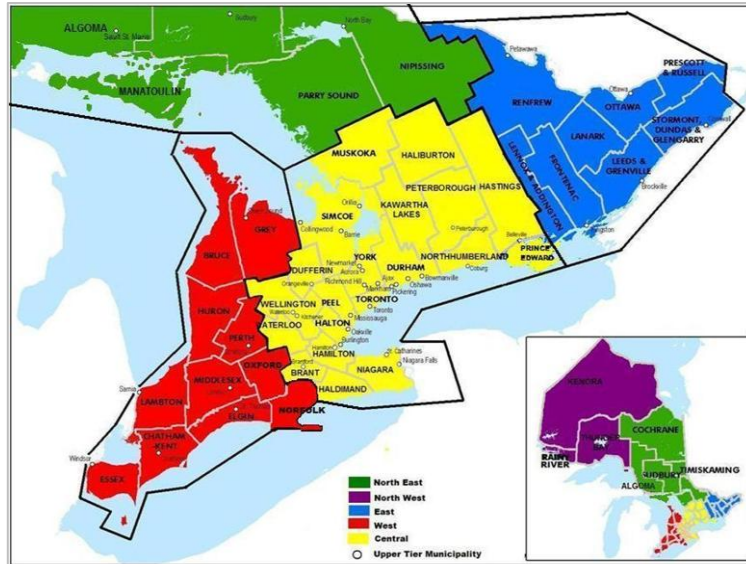 ALGOMA
Sault St. Marie
Sudbury
North Bay
MANATOULIN
PARRY SOUND
NIPISSING
Petawawa
RENFREW
Ottawa
OTTAWA
PRESCOTT
& RUSSELL
STORMONT,
DUNDAS &
GLENGARRY
Cornwall
LANARK
LEEDS &
GRENVILLE
Brockville
FRONTENAC
LENNOX & ADDINGTON
Kingston
MUSKOKA
HALIBURTON
PETERBOROUGH
HASTINGS
KAWARTHA
LAKES
Orillia
SIMCOE
Barrie
Collingwood
Peterborough
Belleville
PRINCE
EDWARD
GREY
BRUCE
DUFFERIN
Orangeville
YORK
Newmarket
Aurora
Richmond Hill
Markham
DURHAM
Ajax
Pickering
Oshawa
Bowmanville
NORTHHUMBERLAND
Coburg
WELLINGTON
PEEL
TORONTO
Toronto
Waterloo
Kitchener
WATERLOO
HALTON
Mississauga
Oakville
Burlington
Hamilton
HAMILTON
Brantford
BRANT
St. Catharines
Niagara Falls
NIAGARA
HALDIMAND
HURON
PERTH
OXFORD
MIDDLESEX
Sarnia
LAMBTON
ELGIN
NORFOLK
CHATHAM
-KENT
Windsor
ESSEX
North East
North West
East
West
Central
Upper Tier Municipality
KENORA
THUNDER
BAY
RAINY
RIVER
COCHRANE
SUDBURY
TIMISKAMING
ALGOMA